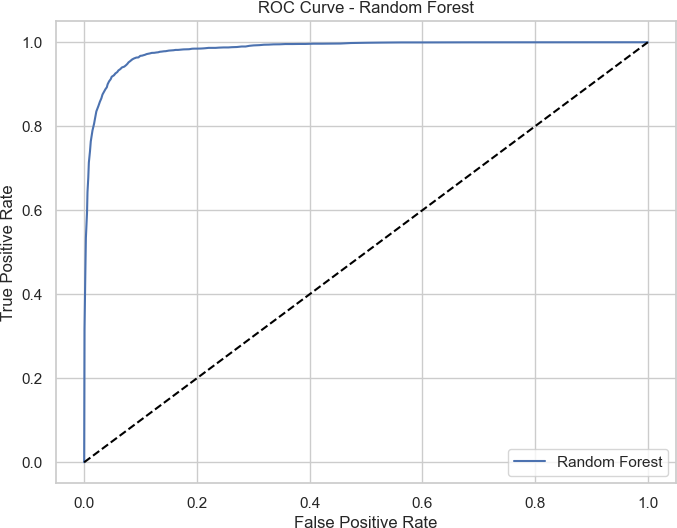 ROC Curve - Random Forest
True Positive Rate
1.0
0.8
0.6
0.4
0.2
0.0
Random Forest
0.0 0.2 0.4 0.6 0.8 1.0
False Positive Rate